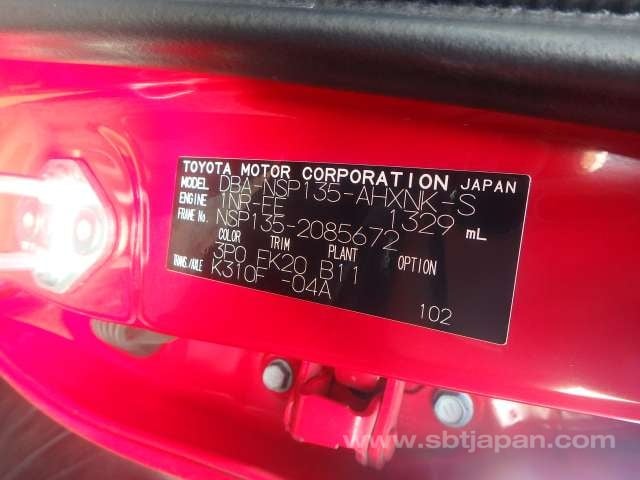 TOYOTA MOTOR CORPORATION JAPAN
MODEL DBA-NSP135-AHXNK-S
ENGINE 1NR-FE 1329 mL
FRAME No. NSP135-2085672
COLOR TRIM PLANT OPTION
3P0 FK20 B11
TRANS./AXLE K310F -04A
102
www.sbtjapan.com